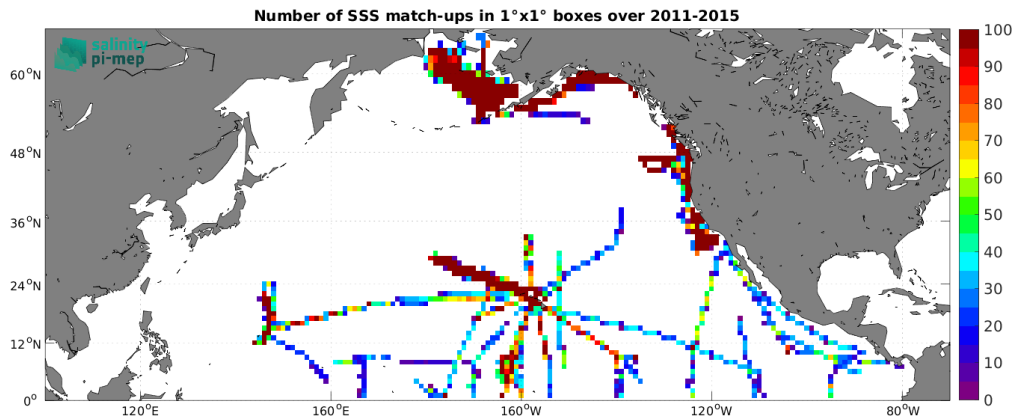 Number of SSS match-ups in 1°x1° boxes over 2011-2015
salinity
pi-mep
60°N
48°N
36°N
24°N
12°N
0°
120°E
160°E
160°W
120°W
80°W
100
90
80
70
60
50
40
30
20
10
0